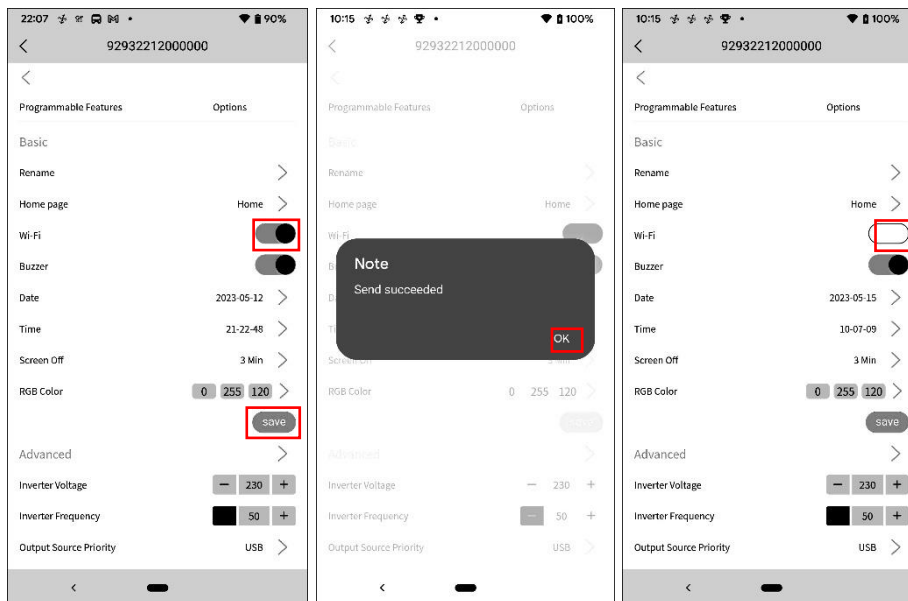 22:07 90%
92932212000000
Programmable Features Options
Basic
Rename
Home page Home
Wi-Fi
Buzzer
Date 2023-05-12
Time 21-22-48
Screen Off 3 Min
RGB Color 0 255 120
save
Advanced
Inverter Voltage − 230 +
Inverter Frequency 50 +
Output Source Priority USB
10:15 100%
92932212000000
Programmable Features Options
Basic
Rename
Home page Home
Wi-Fi
Note
Send succeeded
OK
Screen Off
RGB Color 0 255 120
save
Advanced
Inverter Voltage − 230 +
Inverter Frequency − 50 +
Output Source Priority USB
10:15 100%
92932212000000
Programmable Features Options
Basic
Rename
Home page Home
Wi-Fi
Buzzer
Date 2023-05-15
Time 10-07-09
Screen Off 3 Min
RGB Color 0 255 120
save
Advanced
Inverter Voltage − 230 +
Inverter Frequency 50 +
Output Source Priority USB